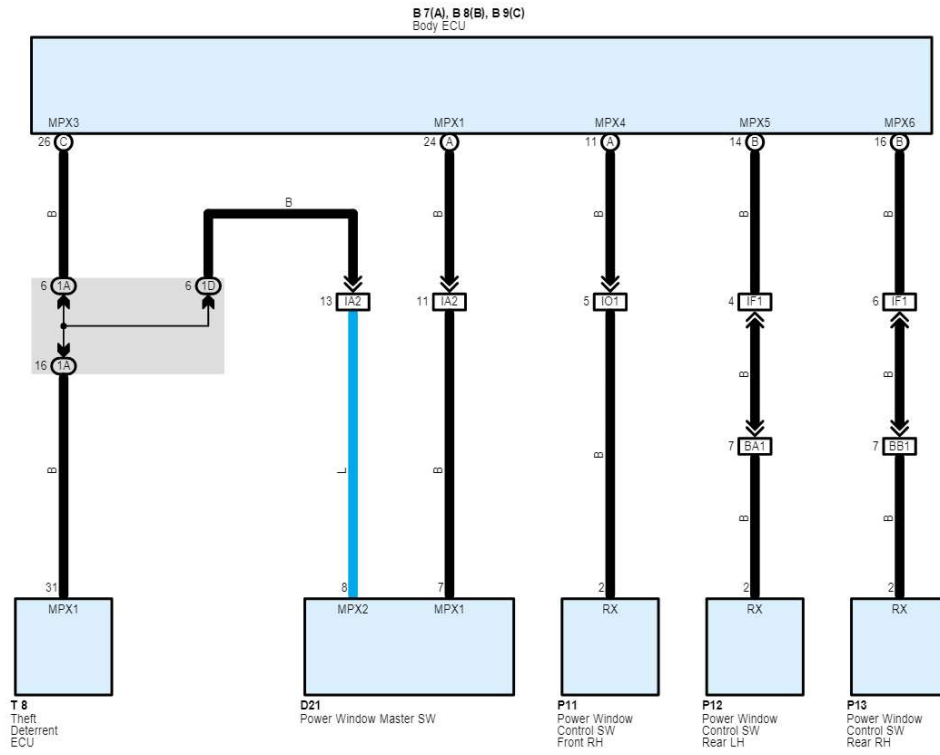 B 7(A), B 8(B), B 9(C)
Body ECU
MPX3 MPX1 MPX4 MPX5 MPX6
26 C 24 A 11 A 14 B 16 B
B
B B B B B
6 1A 6 1D
13 IA2 11 IA2 5 IO1 4 IF1 6 IF1
16 1A
B B
7 BA1 7 BB1
B L B B
B B
31 8 7 2 2 2
MPX1 MPX2 MPX1 RX RX RX
T 8
Theft
Deterrent
ECU
D21
Power Window Master SW
P11
Power Window
Control SW
Front RH
P12
Power Window
Control SW
Rear LH
P13
Power Window
Control SW
Rear RH